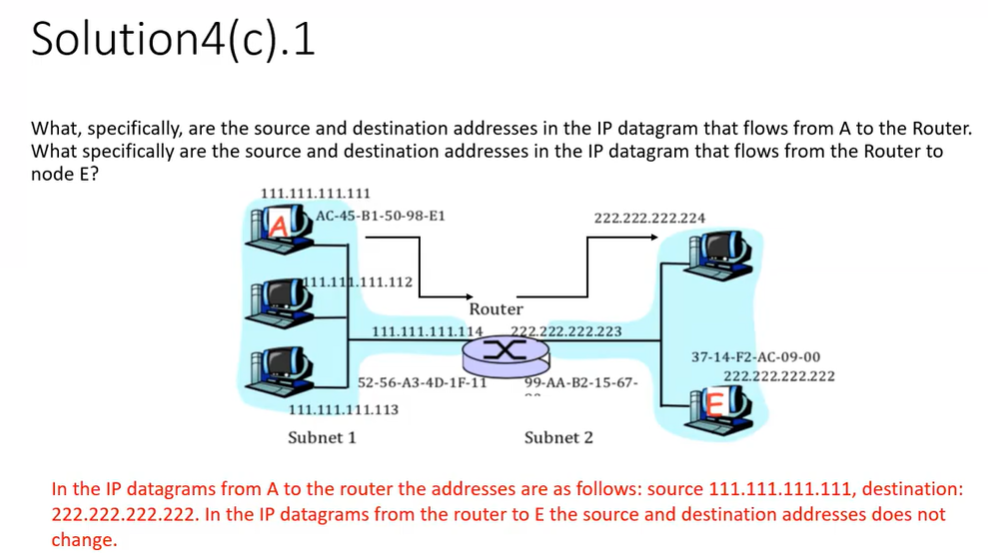 Solution4(c).1
What, specifically, are the source and destination addresses in the IP datagram that flows from A to the Router.
What specifically are the source and destination addresses in the IP datagram that flows from the Router to
node E?
111.111.111.111
A
AC-45-B1-50-98-E1
222.222.222.224
111.111.111.112
Router
111.111.111.114
222.222.222.223
37-14-F2-AC-09-00
222.222.222.222
52-56-A3-4D-1F-11
99-AA-B2-15-67-
E
111.111.111.113
Subnet 1
Subnet 2
In the IP datagrams from A to the router the addresses are as follows: source 111.111.111.111, destination:
222.222.222.222. In the IP datagrams from the router to E the source and destination addresses does not
change.